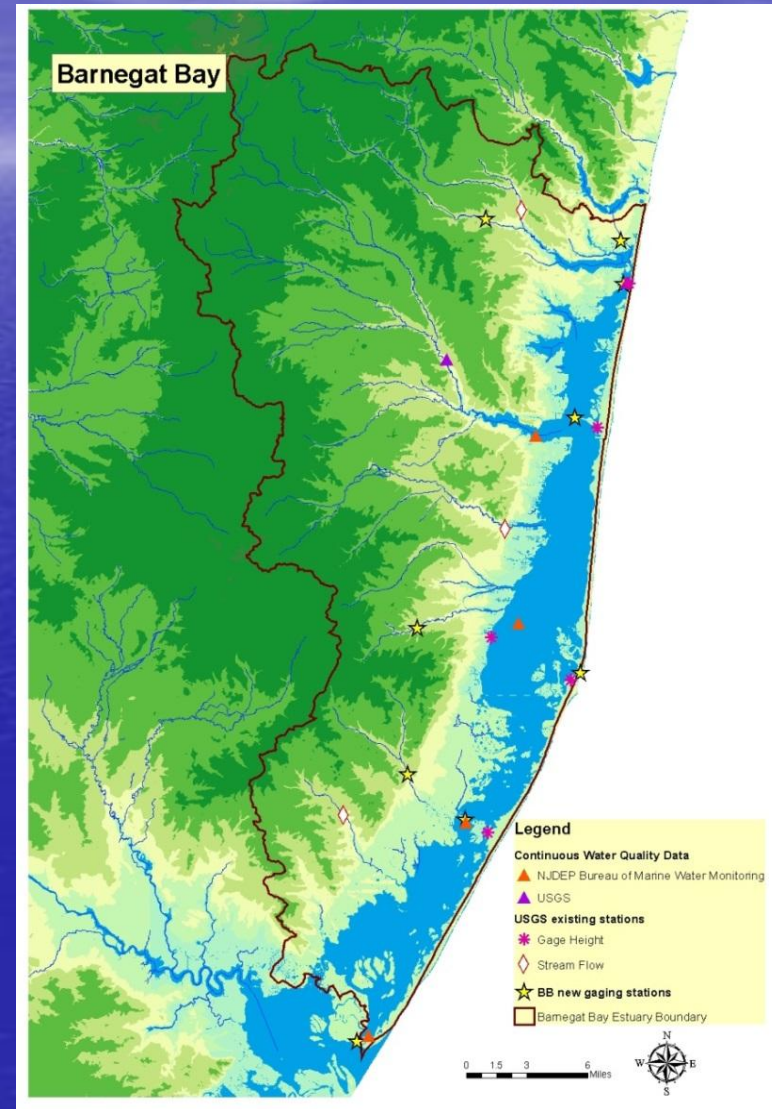 Barnegat Bay
Legend
Continuous Water Quality Data
NJDEP Bureau of Marine Water Monitoring
USGS
USGS existing stations
Gage Height
Stream Flow
BB new gaging stations
Barnegat Bay Estuary Boundary
0 1.5 3 6
Miles
N
W E
S